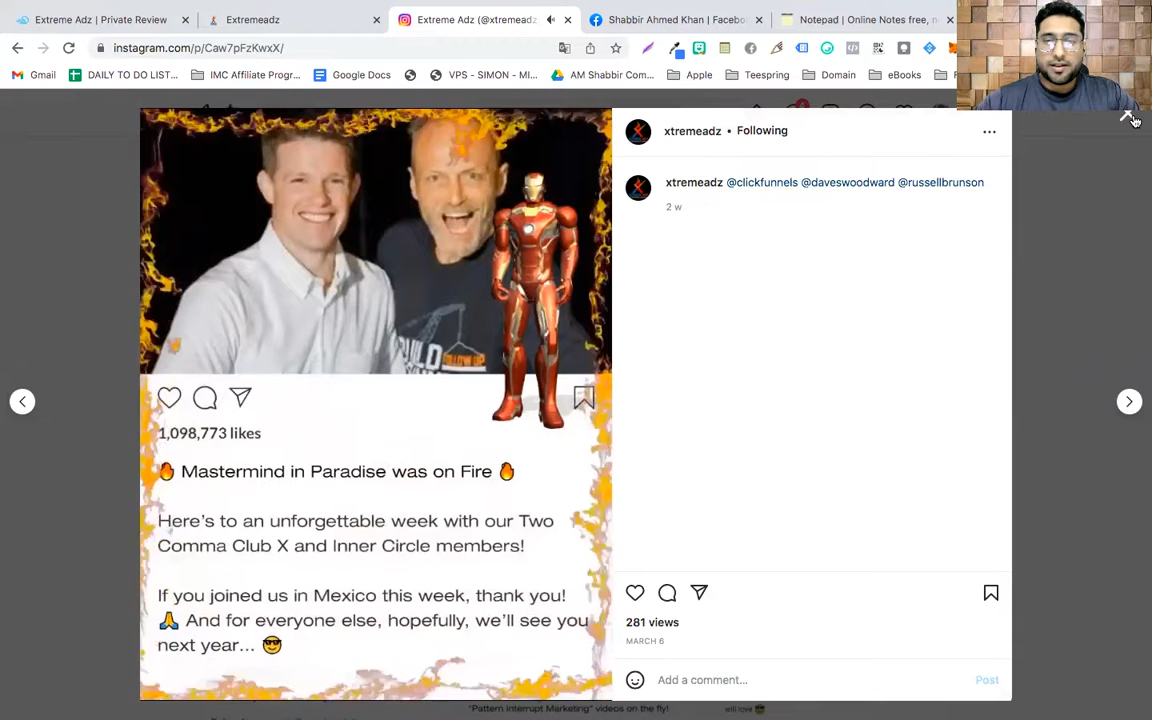 Extreme Adz | Private Review
Extremeadz
Extreme Adz (@xtremeadz
Shabbir Ahmed Khan | Facebo
Notepad | Online Notes free, n
instagram.com/p/Caw7pFzKwxX/
Gmail
DAILY TO DO LIST...
IMC Affiliate Progr...
Google Docs
VPS - SIMON - MI...
AM Shabbir Com...
Apple
Teespring
Domain
eBooks
xtremeadz • Following
xtremeadz @clickfunnels @daveswoodward @russellbrunson
2 w
1,098,773 likes
🔥 Mastermind in Paradise was on Fire 🔥
Here's to an unforgettable week with our Two
Comma Club X and Inner Circle members!
If you joined us in Mexico this week, thank you!
🙏 And for everyone else, hopefully, we'll see you
next year... 😎
281 views
MARCH 6
Add a comment...
Post
"Pattern Interrupt Marketing" videos on the fly!
will love 😎